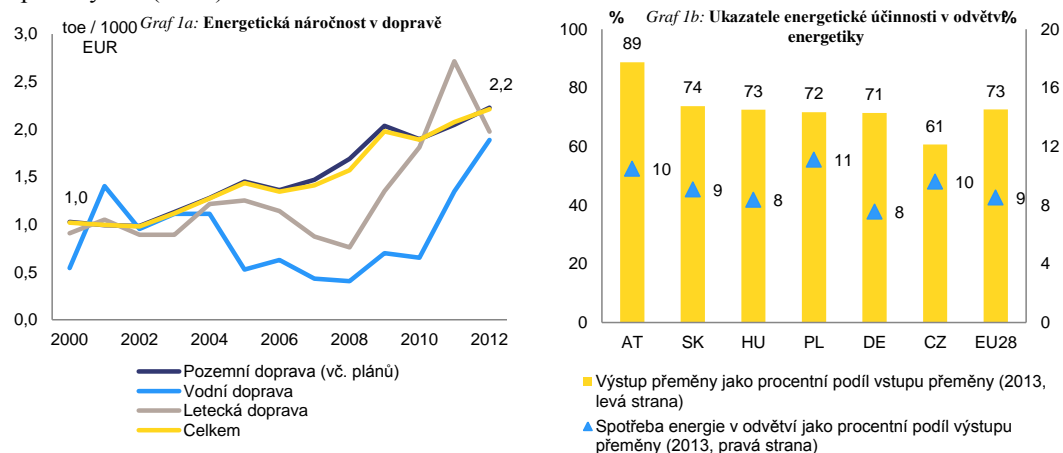 toe / 1000
EUR
Graf 1a: Energetická náročnost v dopravě
3,0
2,5
2,0
1,5
1,0
0,5
0,0
1,0
2,2
2000 2002 2004 2006 2008 2010 2012
Pozemní doprava (vč. plánů)
Vodní doprava
Letecká doprava
Celkem
% Graf 1b: Ukazatele energetické účinnosti v odvětví %
energetiky
100
80
60
40
20
0
20
16
12
8
4
0
89 74 73 72 71 61 73
10 9 8 11 8 10 9
AT SK HU PL DE CZ EU28
Výstup přeměny jako procentní podíl vstupu přeměny (2013,
levá strana)
Spotřeba energie v odvětví jako procentní podíl výstupu
přeměny (2013, pravá strana)